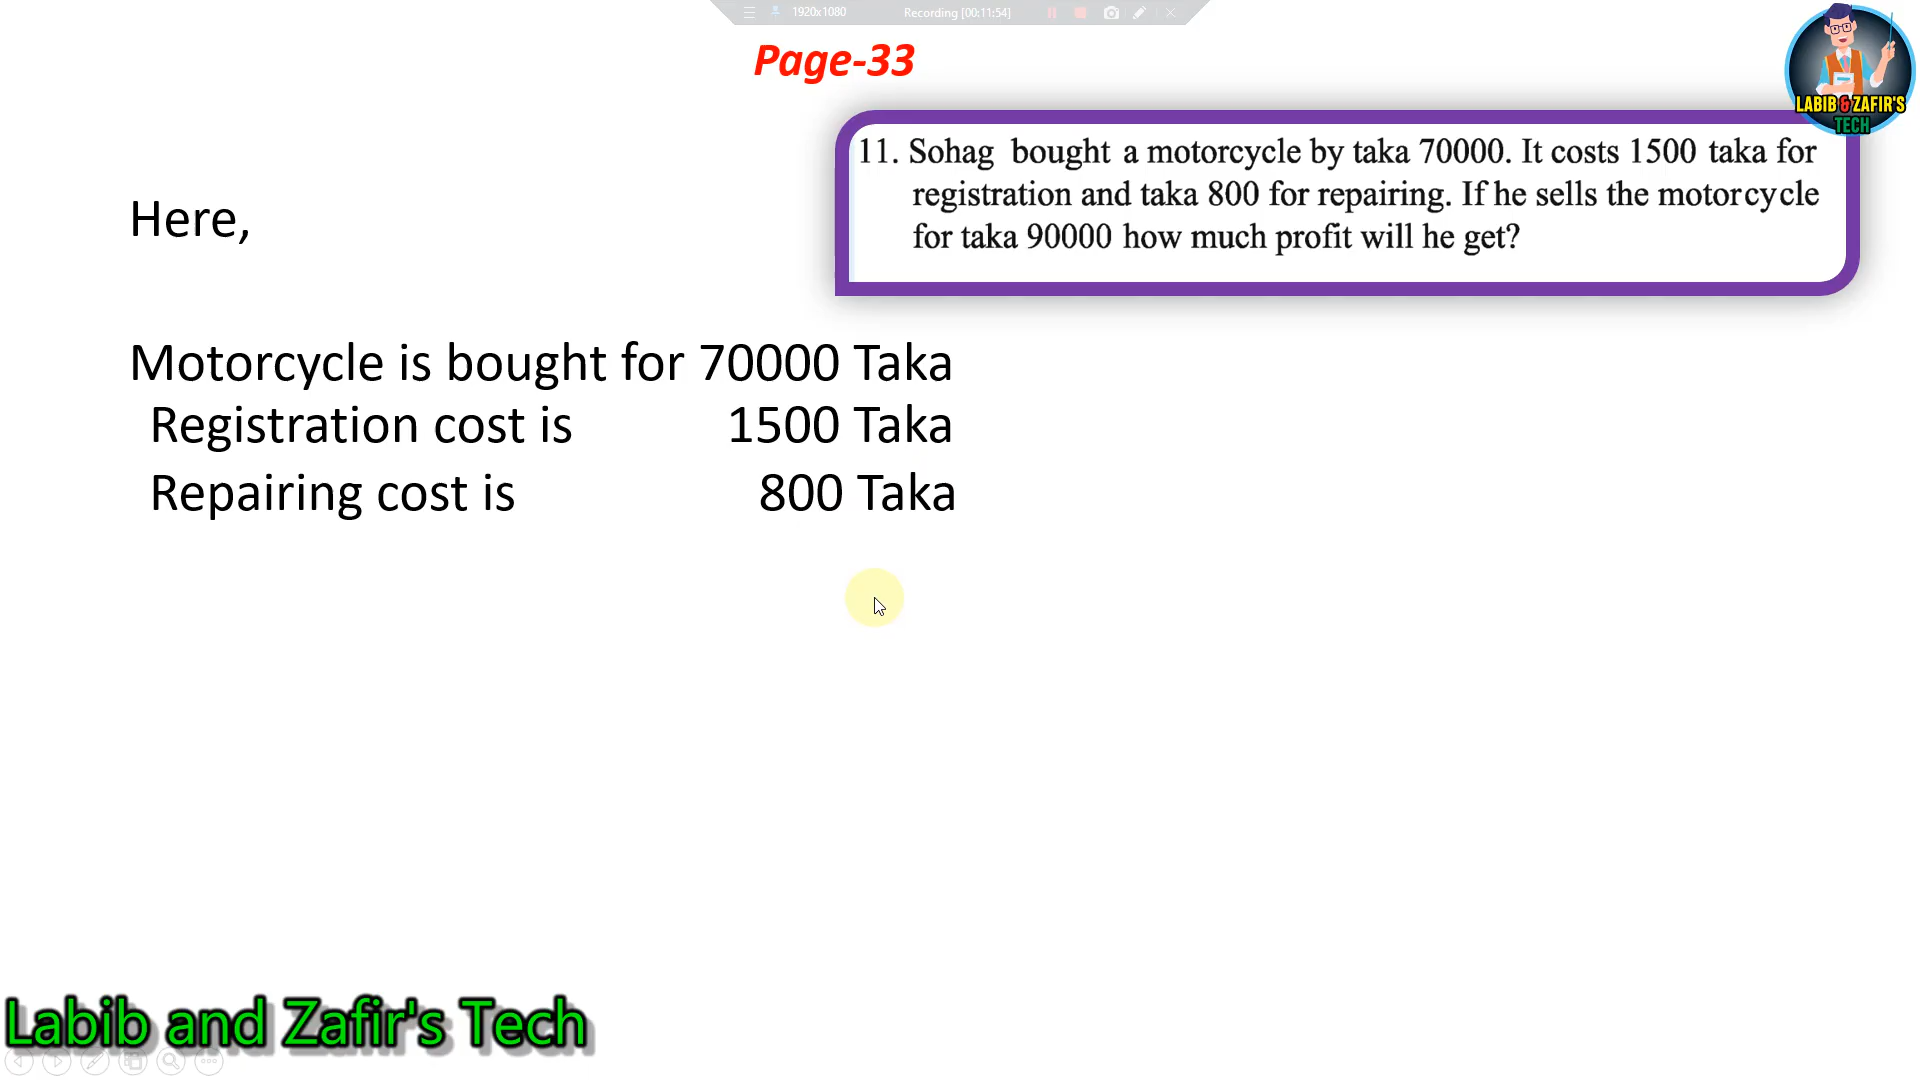 1920x1080 Recording [00:11:54]
Page-33
LABIB & ZAFIR'S
TECH
11. Sohag bought a motorcycle by taka 70000. It costs 1500 taka for
registration and taka 800 for repairing. If he sells the motorcycle
for taka 90000 how much profit will he get?
Here,
Motorcycle is bought for 70000 Taka
Registration cost is 1500 Taka
Repairing cost is 800 Taka
Labib and Zafir's Tech